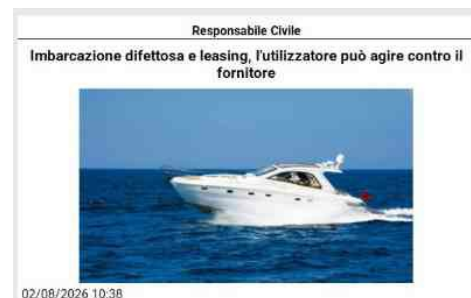 Responsabile Civile
Imbarcazione difettosa e leasing, l'utilizzatore può agire contro il
fornitore
02/08/2026 10:38